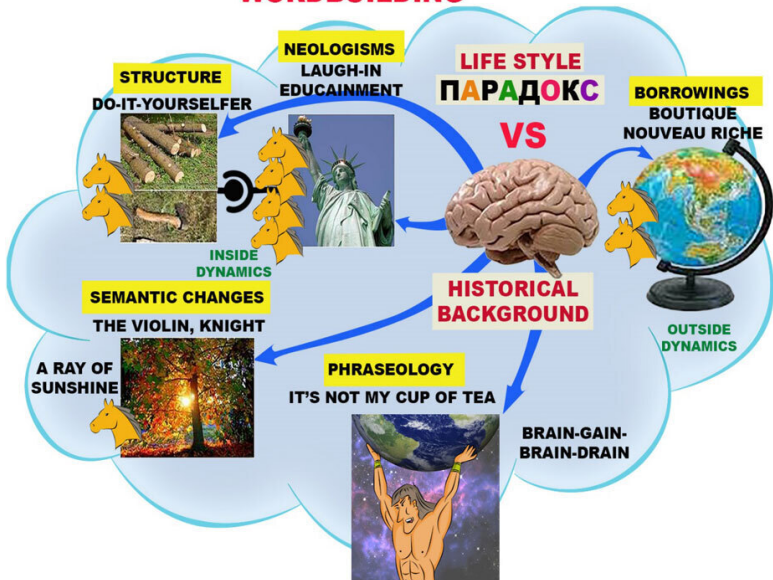 WORDBUILDING
NEOLOGISMS
LAUGH-IN
EDUCAINMENT
STRUCTURE
DO-IT-YOURSELFER
LIFE STYLE
ПАРАДОКС
VS
BORROWINGS
BOUTIQUE
NOUVEAU RICHE
INSIDE
DYNAMICS
SEMANTIC CHANGES
THE VIOLIN, KNIGHT
HISTORICAL
BACKGROUND
OUTSIDE
DYNAMICS
A RAY OF
SUNSHINE
PHRASEOLOGY
IT'S NOT MY CUP OF TEA
BRAIN-GAIN-
BRAIN-DRAIN